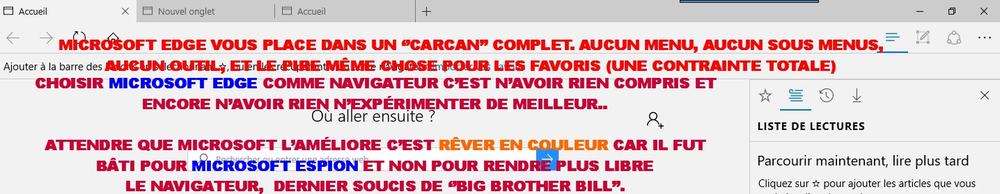 Accueil Nouvel onglet Accueil
MICROSOFT EDGE VOUS PLACE DANS UN “CARCAN” COMPLET. AUCUN MENU, AUCUN SOUS MENUS,
Ajouter à la barre des
AUCUN OUTIL, ET LE PIRE MÊME CHOSE POUR LES FAVORIS (UNE CONTRAINTE TOTALE)
CHOISIR MICROSOFT EDGE COMME NAVIGATEUR C’EST N’AVOIR RIEN COMPRIS ET
ENCORE N’AVOIR RIEN N’EXPÉRIMENTER DE MEILLEUR..
Où aller ensuite ?
LISTE DE LECTURES
ATTENDRE QUE MICROSOFT L’AMÉLIORE C’EST RÊVER EN COULEUR CAR IL FUT
Rechercher ou entrer une adresse web
BÂTI POUR MICROSOFT ESPION ET NON POUR RENDRE PLUS LIBRE
LE NAVIGATEUR, DERNIER SOUCIS DE “BIG BROTHER BILL”.
Parcourir maintenant, lire plus tard
Cliquez sur ☆ pour ajouter les articles que vous